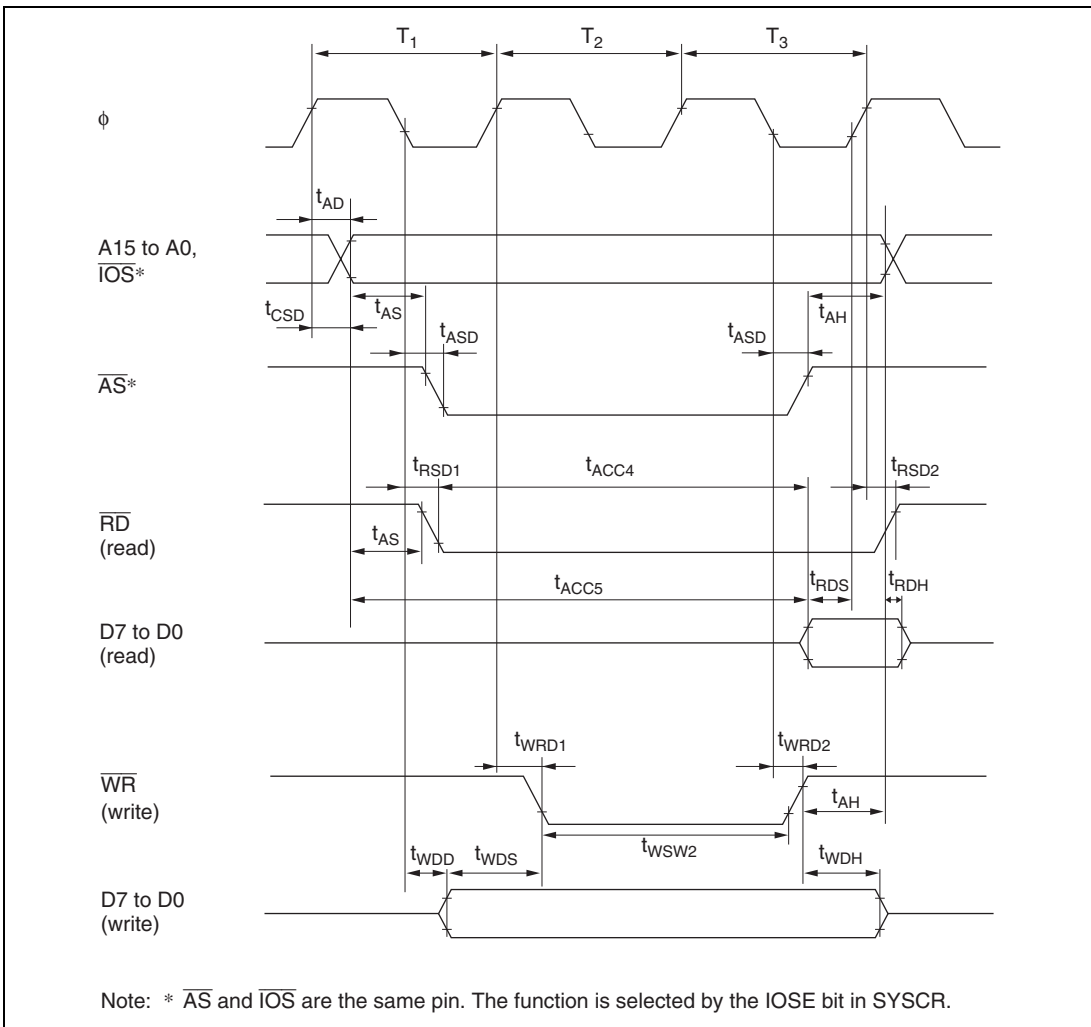 T1 T2 T3
ϕ
tAD
A15 to A0,
IOS*
tCSD tAS tAH
tASD tASD
AS*
tRSD1 tACC4 tRSD2
RD
(read)
tAS
tACC5 tRDS tRDH
D7 to D0
(read)
tWRD1 tWRD2
WR
(write)
tAH
tWSW2
tWDD tWDS tWDH
D7 to D0
(write)
Note: * AS and IOS are the same pin. The function is selected by the IOSE bit in SYSCR.